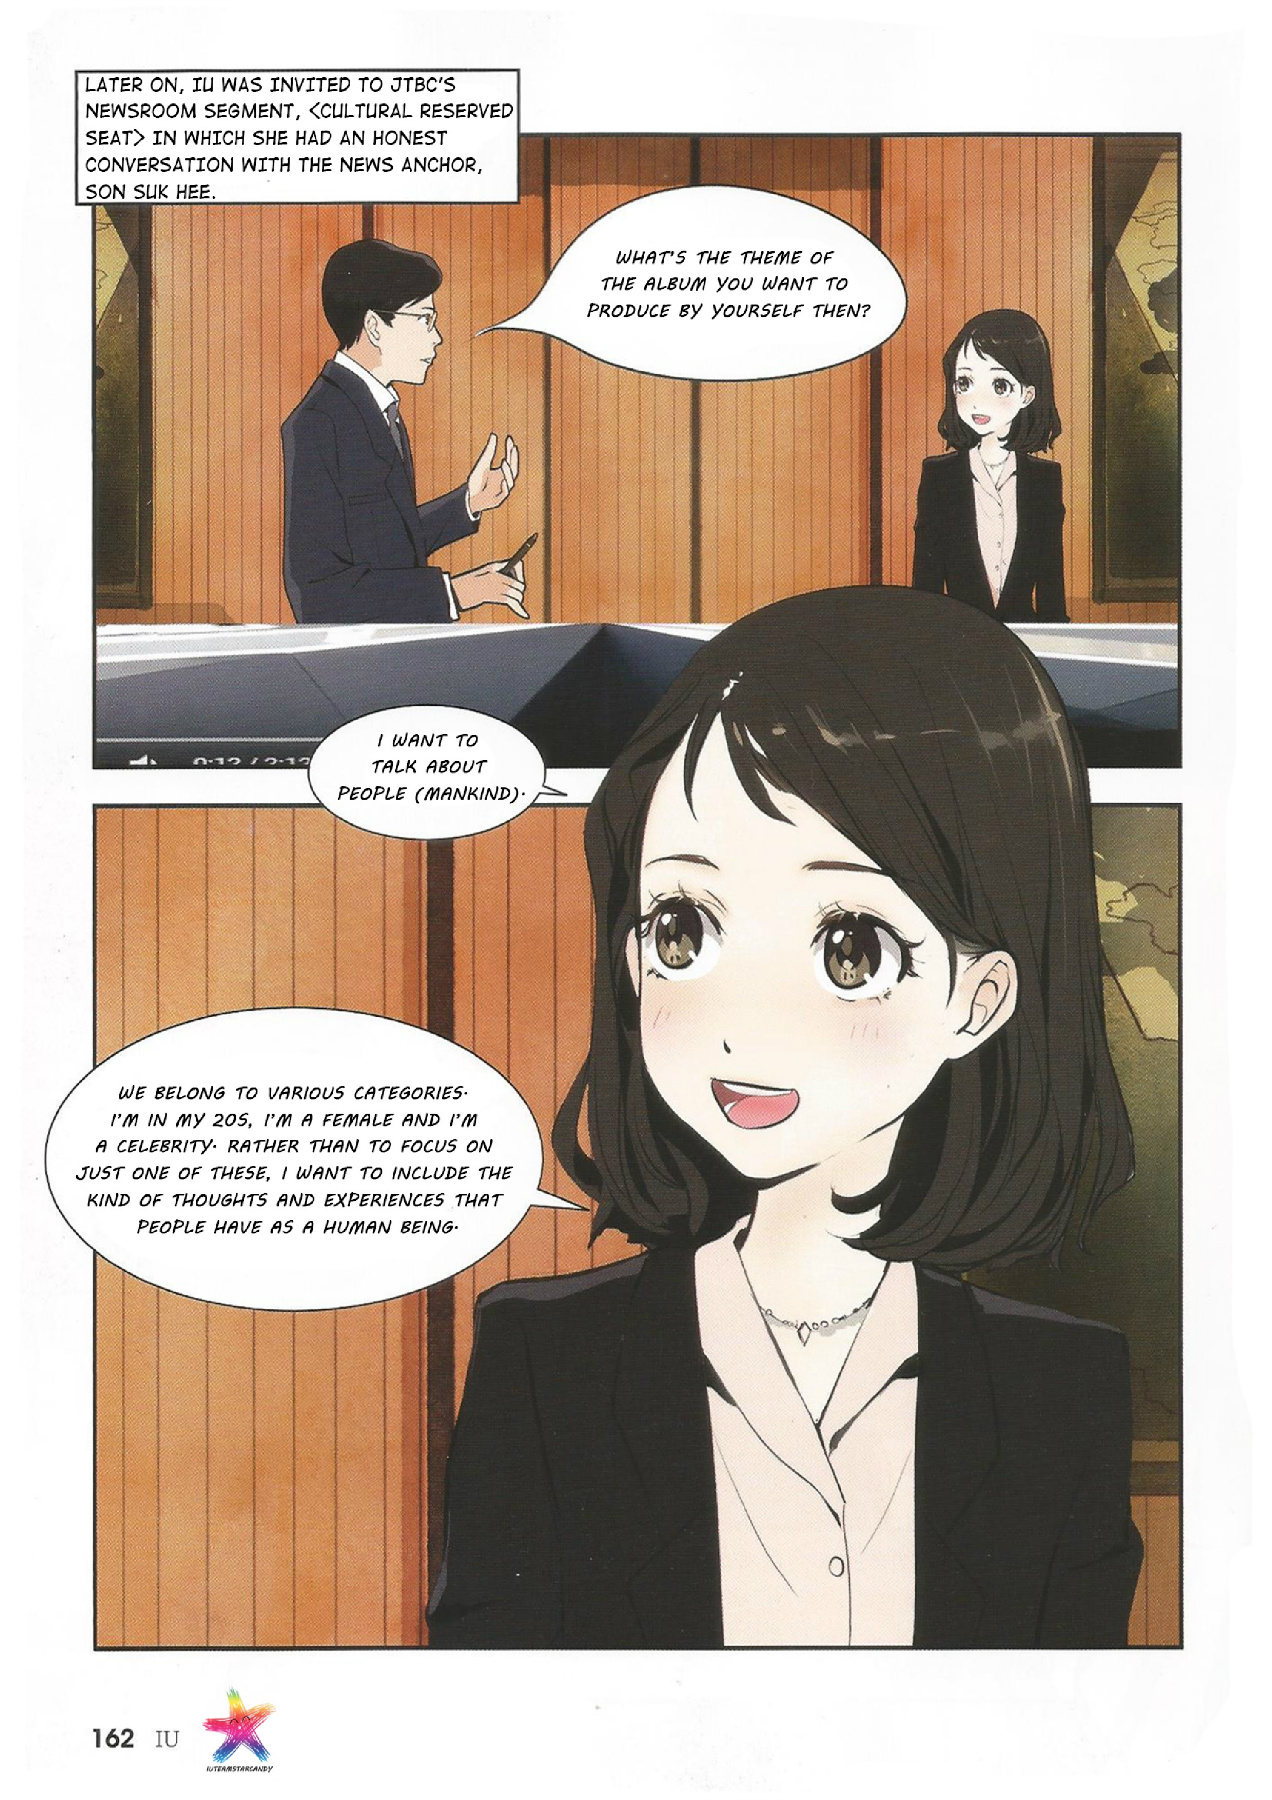 LATER ON, IU WAS INVITED TO JTBC'S
NEWSROOM SEGMENT, <CULTURAL RESERVED
SEAT> IN WHICH SHE HAD AN HONEST
CONVERSATION WITH THE NEWS ANCHOR,
SON SUK HEE.
WHAT'S THE THEME OF
THE ALBUM YOU WANT TO
PRODUCE BY YOURSELF THEN?
I WANT TO
TALK ABOUT
PEOPLE (MANKIND).
WE BELONG TO VARIOUS CATEGORIES.
I'M IN MY 20S, I'M A FEMALE AND I'M
A CELEBRITY. RATHER THAN TO FOCUS ON
JUST ONE OF THESE, I WANT TO INCLUDE THE
KIND OF THOUGHTS AND EXPERIENCES THAT
PEOPLE HAVE AS A HUMAN BEING.
162 IU
IUTEAMSTARCANDY